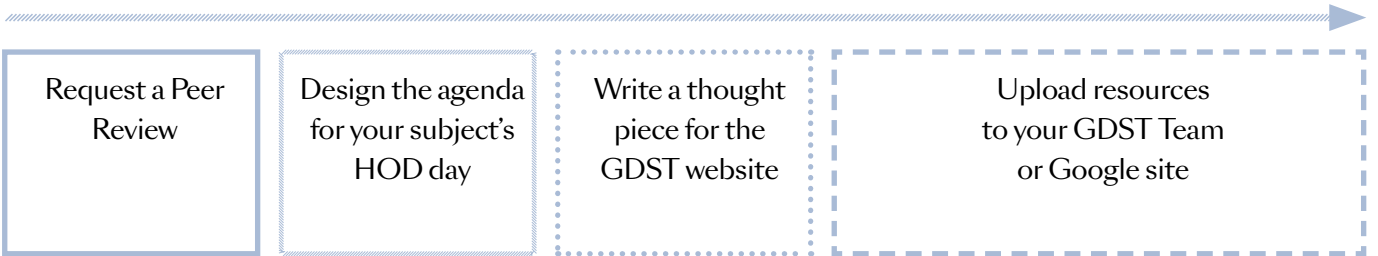 Request a Peer
Review
Design the agenda
for your subject's
HOD day
Write a thought
piece for the
GDST website
Upload resources
to your GDST Team
or Google site